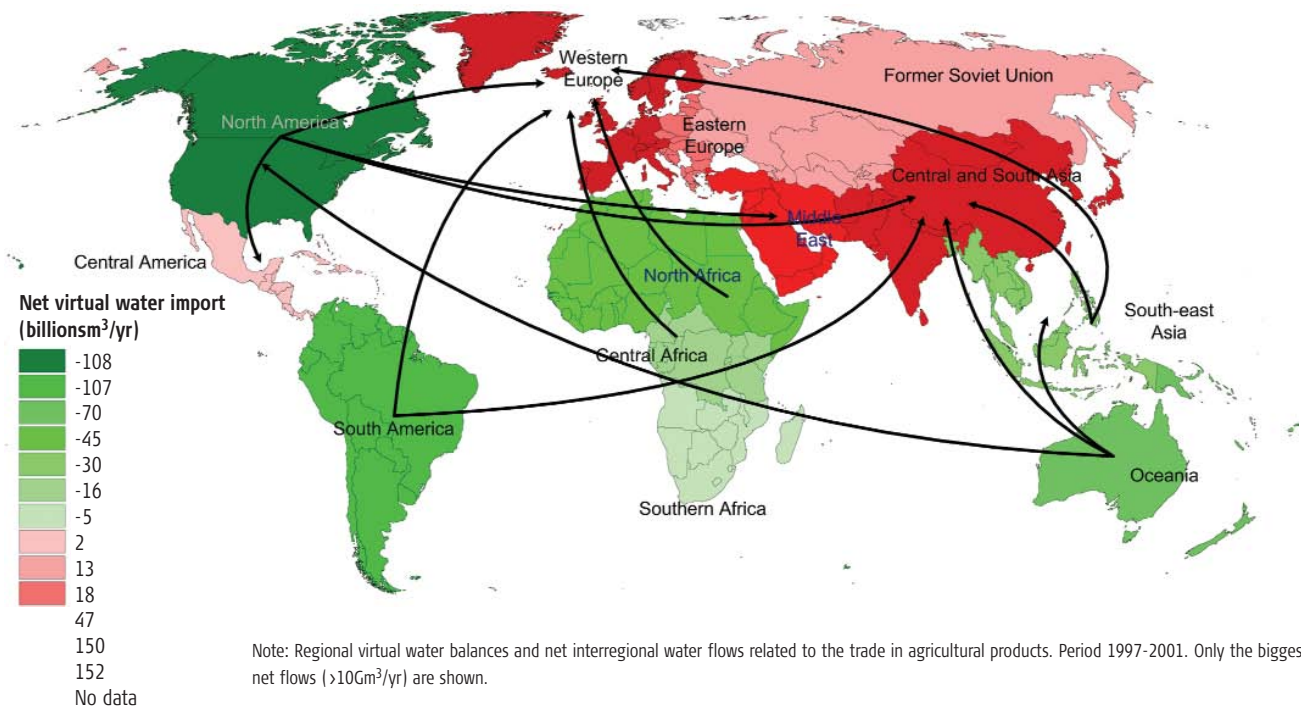 Western
Europe
Former Soviet Union
North America
Eastern
Europe
Central and South Asia
Middle
East
Central America
North Africa
South-east
Asia
Central Africa
South America
Oceania
Southern Africa
Net virtual water import
(billionsm³/yr)
-108
-107
-70
-45
-30
-16
-5
2
13
18
47
150
152
No data
Note: Regional virtual water balances and net interregional water flows related to the trade in agricultural products. Period 1997-2001. Only the bigges
net flows (>10Gm³/yr) are shown.